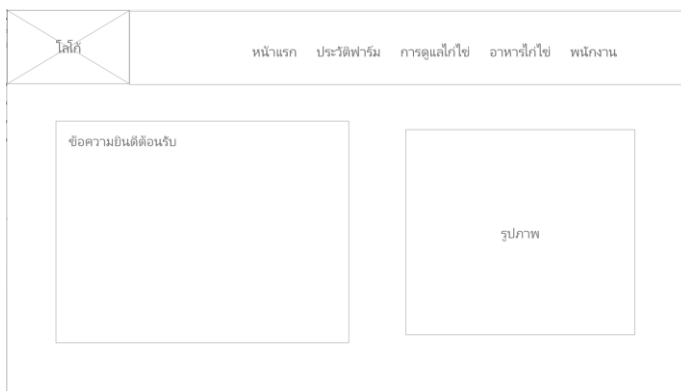 โลโก้
หน้าแรก ประวัติฟาร์ม การดูแลไก่ไข่ อาหารไก่ไข่ พนักงาน
ข้อความยินดีต้อนรับ
รูปภาพ